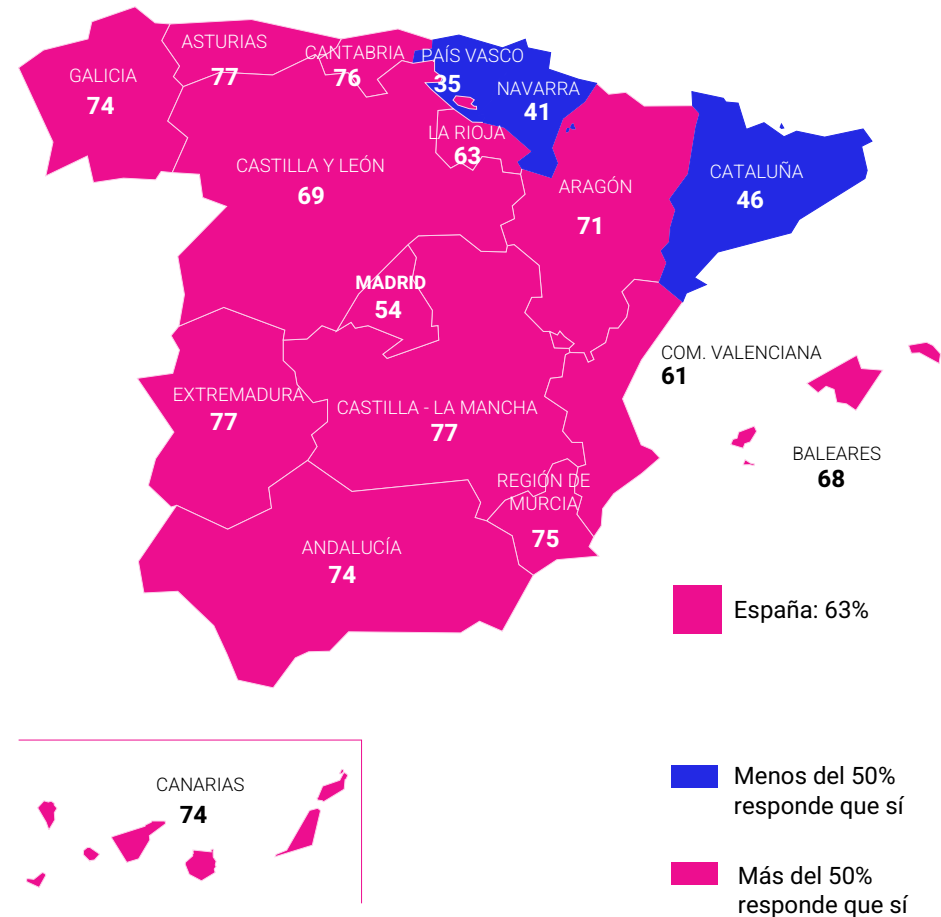 ASTURIAS
77
CANTABRIA
76
PAÍS VASCO
35
GALICIA
74
NAVARRA
41
LA RIOJA
63
CASTILLA Y LEÓN
69
ARAGÓN
71
CATALUÑA
46
MADRID
54
COM. VALENCIANA
61
EXTREMADURA
77
CASTILLA - LA MANCHA
77
BALEARES
68
REGIÓN DE
MURCIA
75
ANDALUCÍA
74
España: 63%
CANARIAS
74
Menos del 50%
responde que sí
Más del 50%
responde que sí